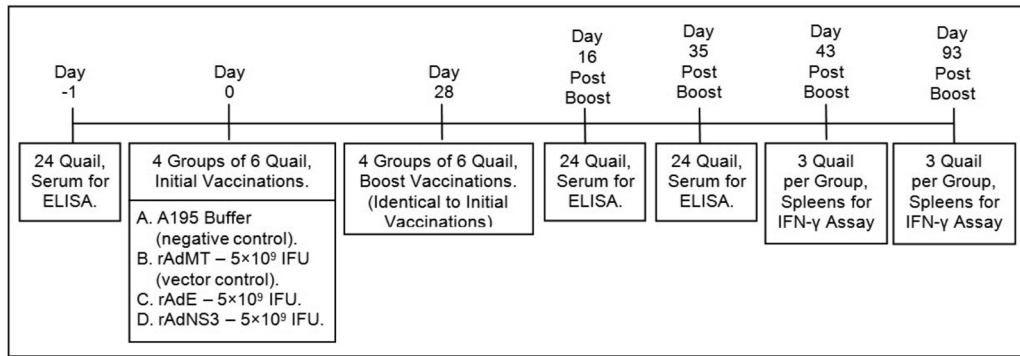 Day
-1
Day
0
Day
28
Day
16
Post
Boost
Day
35
Post
Boost
Day
43
Post
Boost
Day
93
Post
Boost
24 Quail,
Serum for
ELISA.
4 Groups of 6 Quail,
Initial Vaccinations.
A. A195 Buffer
(negative control).
B. rAdMT – 5×10⁹ IFU
(vector control).
C. rAdE – 5×10⁹ IFU.
D. rAdNS3 – 5×10⁹ IFU.
4 Groups of 6 Quail,
Boost Vaccinations.
(Identical to Initial
Vaccinations)
24 Quail,
Serum for
ELISA.
24 Quail,
Serum for
ELISA.
3 Quail
per Group,
Spleens for
IFN-γ Assay
3 Quail
per Group,
Spleens for
IFN-γ Assay